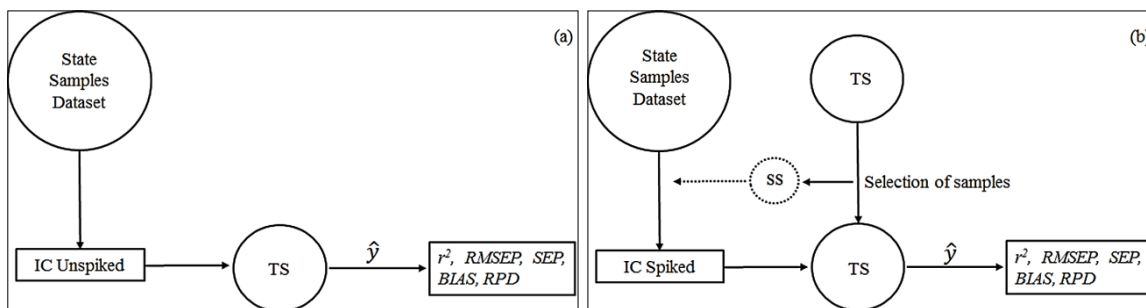 (a)
State
Samples
Dataset
IC Unspiked
TS
ŷ
r², RMSEP, SEP,
BIAS, RPD
(b)
State
Samples
Dataset
TS
SS
Selection of samples
IC Spiked
TS
ŷ
r², RMSEP, SEP,
BIAS, RPD